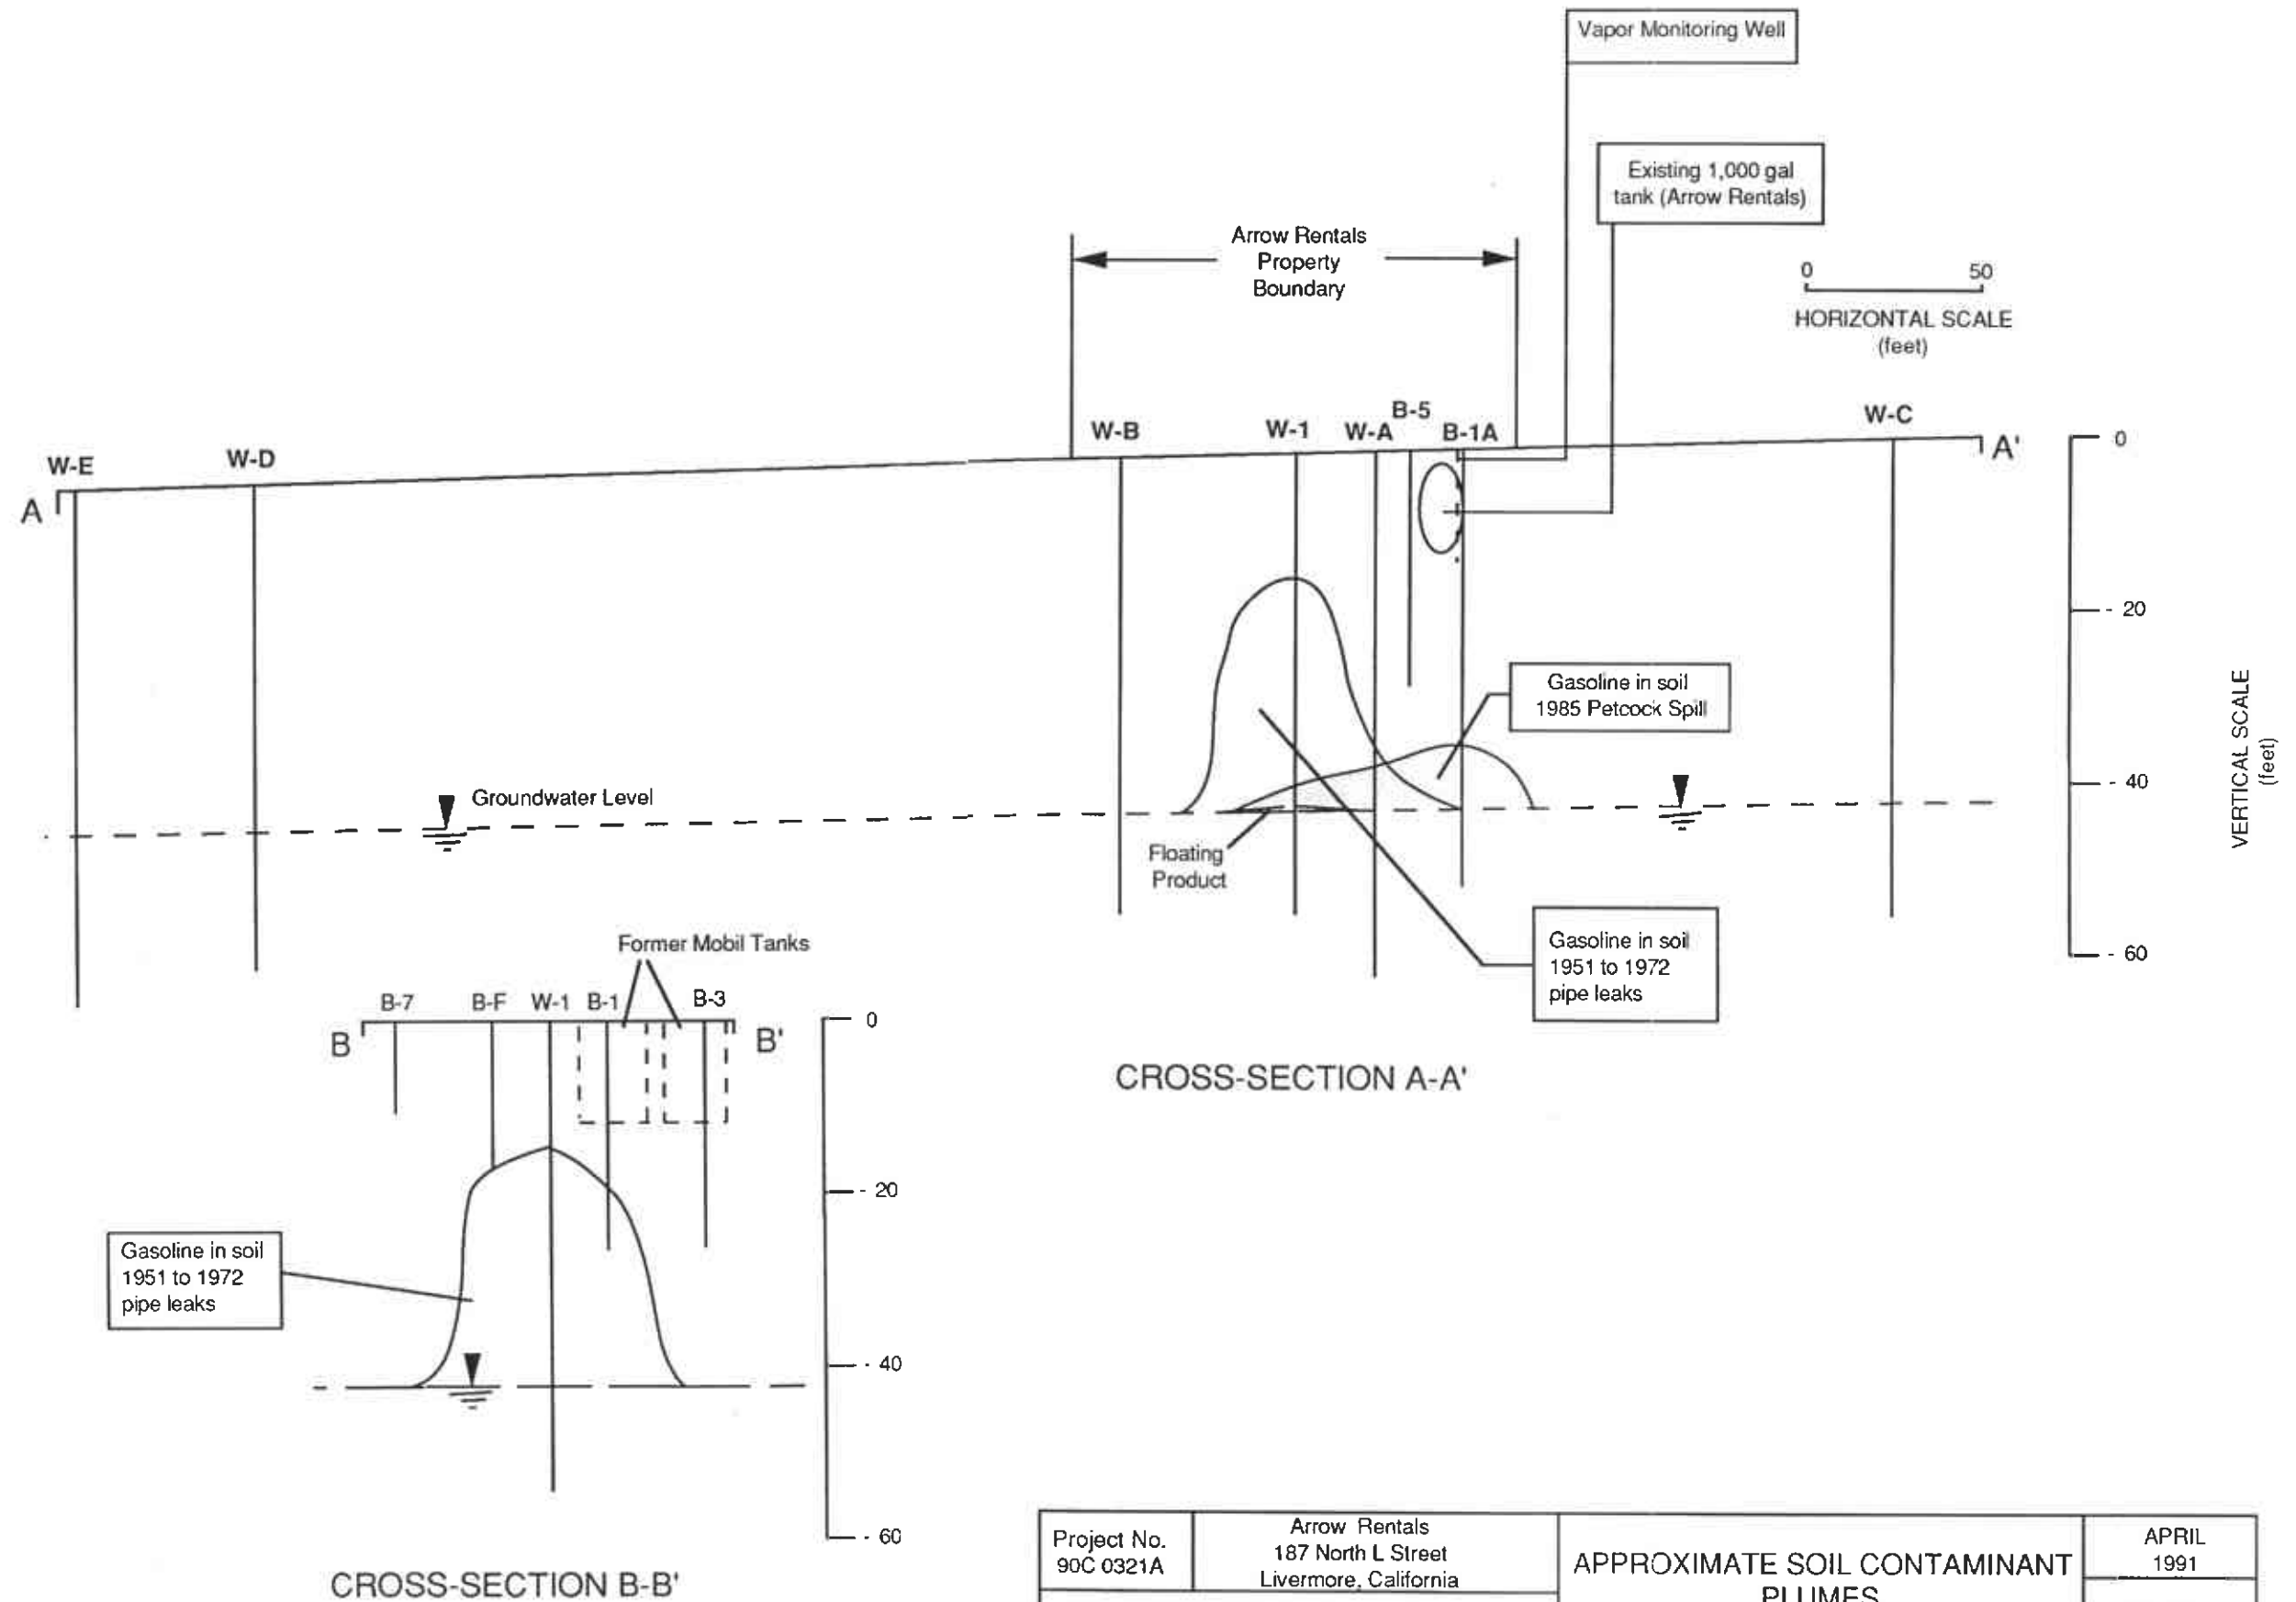 Vapor Monitoring Well
Existing 1,000 gal
tank (Arrow Rentals)
Arrow Rentals
Property
Boundary
0 50
HORIZONTAL SCALE
(feet)
W-E
W-D
W-B
W-1
W-A
B-5
B-1A
W-C
A
A'
0
- 20
- 40
- 60
VERTICAL SCALE
(feet)
Gasoline in soil
1985 Petcock Spill
Groundwater Level
Floating
Product
Gasoline in soil
1951 to 1972
pipe leaks
CROSS-SECTION A-A'
Former Mobil Tanks
B-7
B-F
W-1
B-1
B-3
B
B'
0
- 20
- 40
- 60
Gasoline in soil
1951 to 1972
pipe leaks
CROSS-SECTION B-B'
Project No.
90C 0321A
Arrow Rentals
187 North L Street
Livermore, California
APPROXIMATE SOIL CONTAMINANT
PLUMES
APRIL
1991